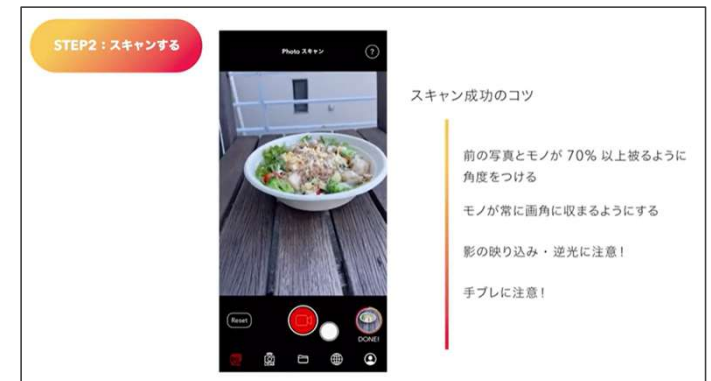 STEP2：スキャンする
Photo スキャン
?
スキャン成功のコツ
前の写真とモノが 70% 以上被るように
角度をつける
モノが常に画角に収まるようにする
影の映り込み・逆光に注意！
手ブレに注意！
Reset
DONE!